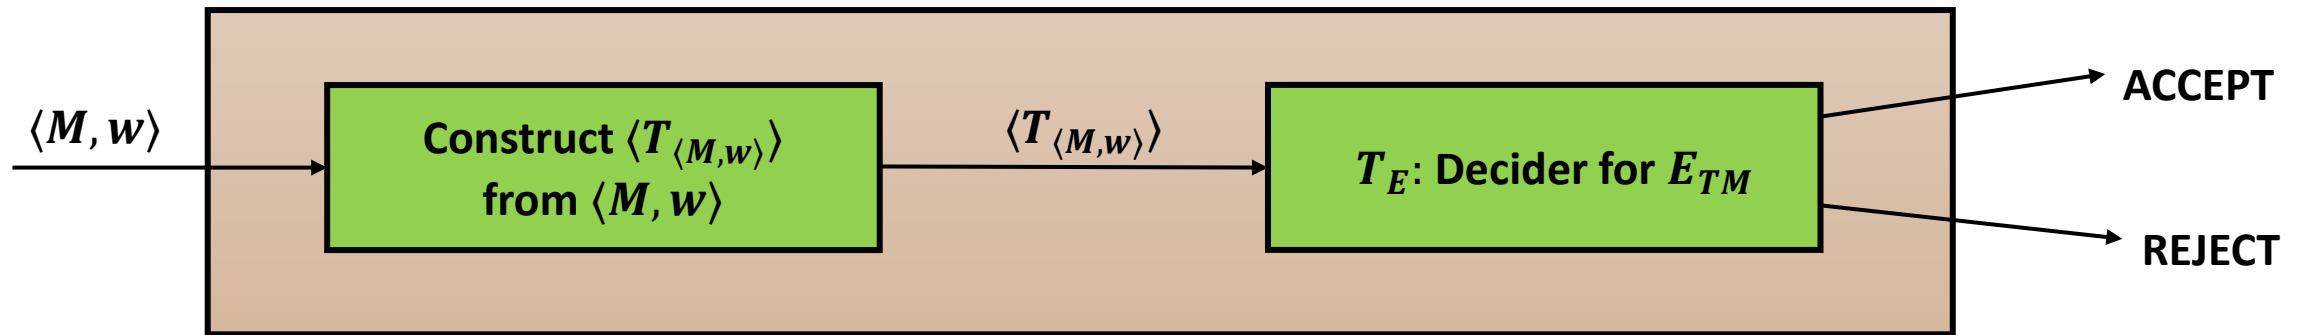 ⟨M, w⟩
Construct ⟨T⟨M,w⟩⟩
from ⟨M, w⟩
⟨T⟨M,w⟩⟩
T_E: Decider for E_TM
ACCEPT
REJECT